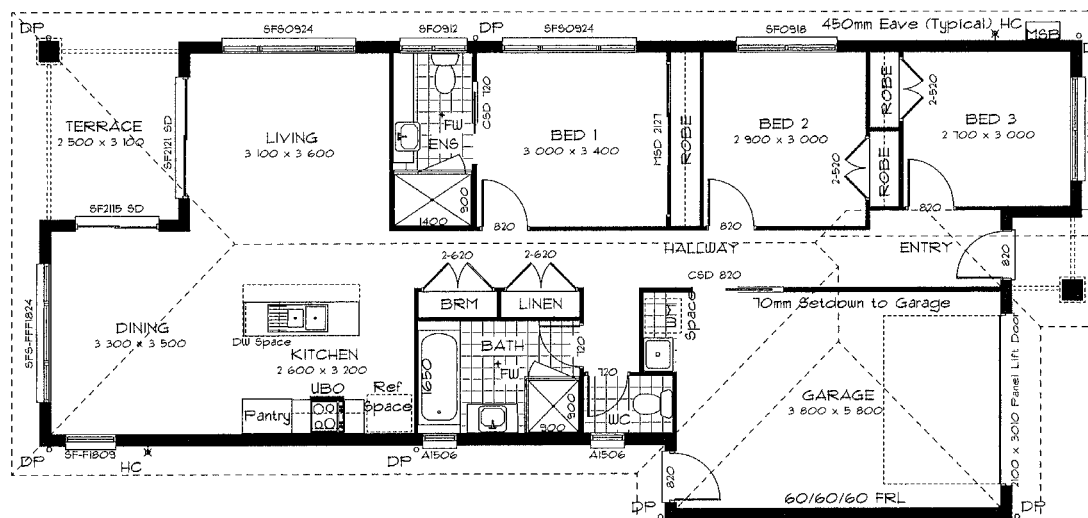 DP
SFS0924
SF0912
DP
SFS0924
SF0918
450mm Eave (Typical)
HC
MSB
TERRACE
2 500 x 3 100
SF2121 SD
LIVING
3 100 x 3 600
FW
ENS
CSD 720
1400
900
BED 1
3 000 x 3 400
MSD 2127
ROBE
BED 2
2 900 x 3 000
2-520
ROBE
ROBE
2-520
BED 3
2 700 x 3 000
SF2115 SD
820
820
820
HALLWAY
ENTRY
820
CSD 820
70mm Setdown to Garage
2-620
2-620
BRM
LINEN
SFS-FFF1824
DINING
3 300 x 3 500
DW Space
KITCHEN
2 600 x 3 200
UBO
Pantry
Ref
Space
1650
BATH
FW
720
900
900
WM
Space
720
WC
GARAGE
3 800 x 5 800
2100 x 3010 Panel Lift Door
DP
SF-F1809
HC
DP
A1506
A1506
820
DP
60/60/60 FRL
DP